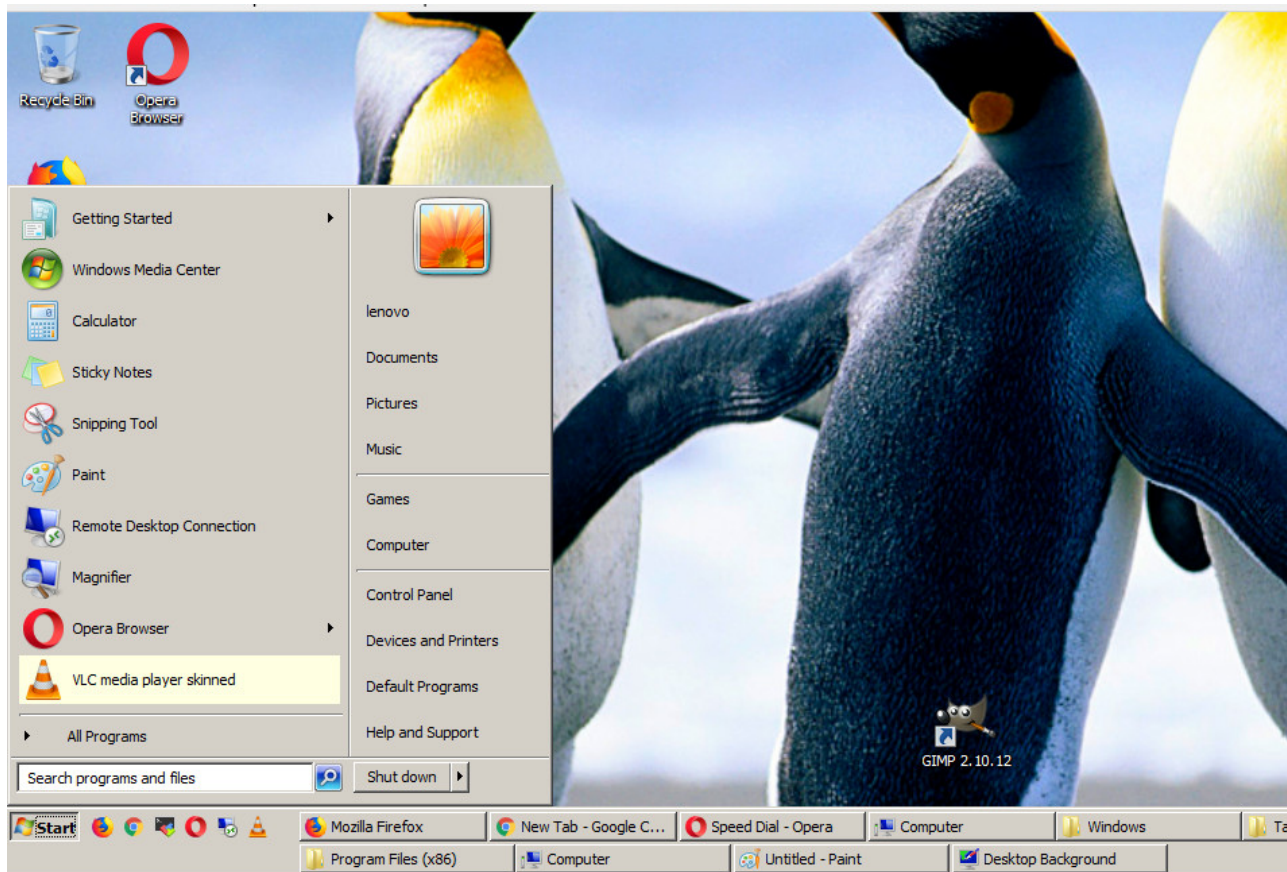 Recycle Bin
Opera
Browser
Getting Started
Windows Media Center
Calculator
Sticky Notes
Snipping Tool
Paint
Remote Desktop Connection
Magnifier
Opera Browser
VLC media player skinned
All Programs
Search programs and files
lenovo
Documents
Pictures
Music
Games
Computer
Control Panel
Devices and Printers
Default Programs
Help and Support
Shut down
GIMP 2.10.12
Start
Mozilla Firefox
New Tab - Google C...
Speed Dial - Opera
Computer
Windows
Program Files (x86)
Computer
Untitled - Paint
Desktop Background